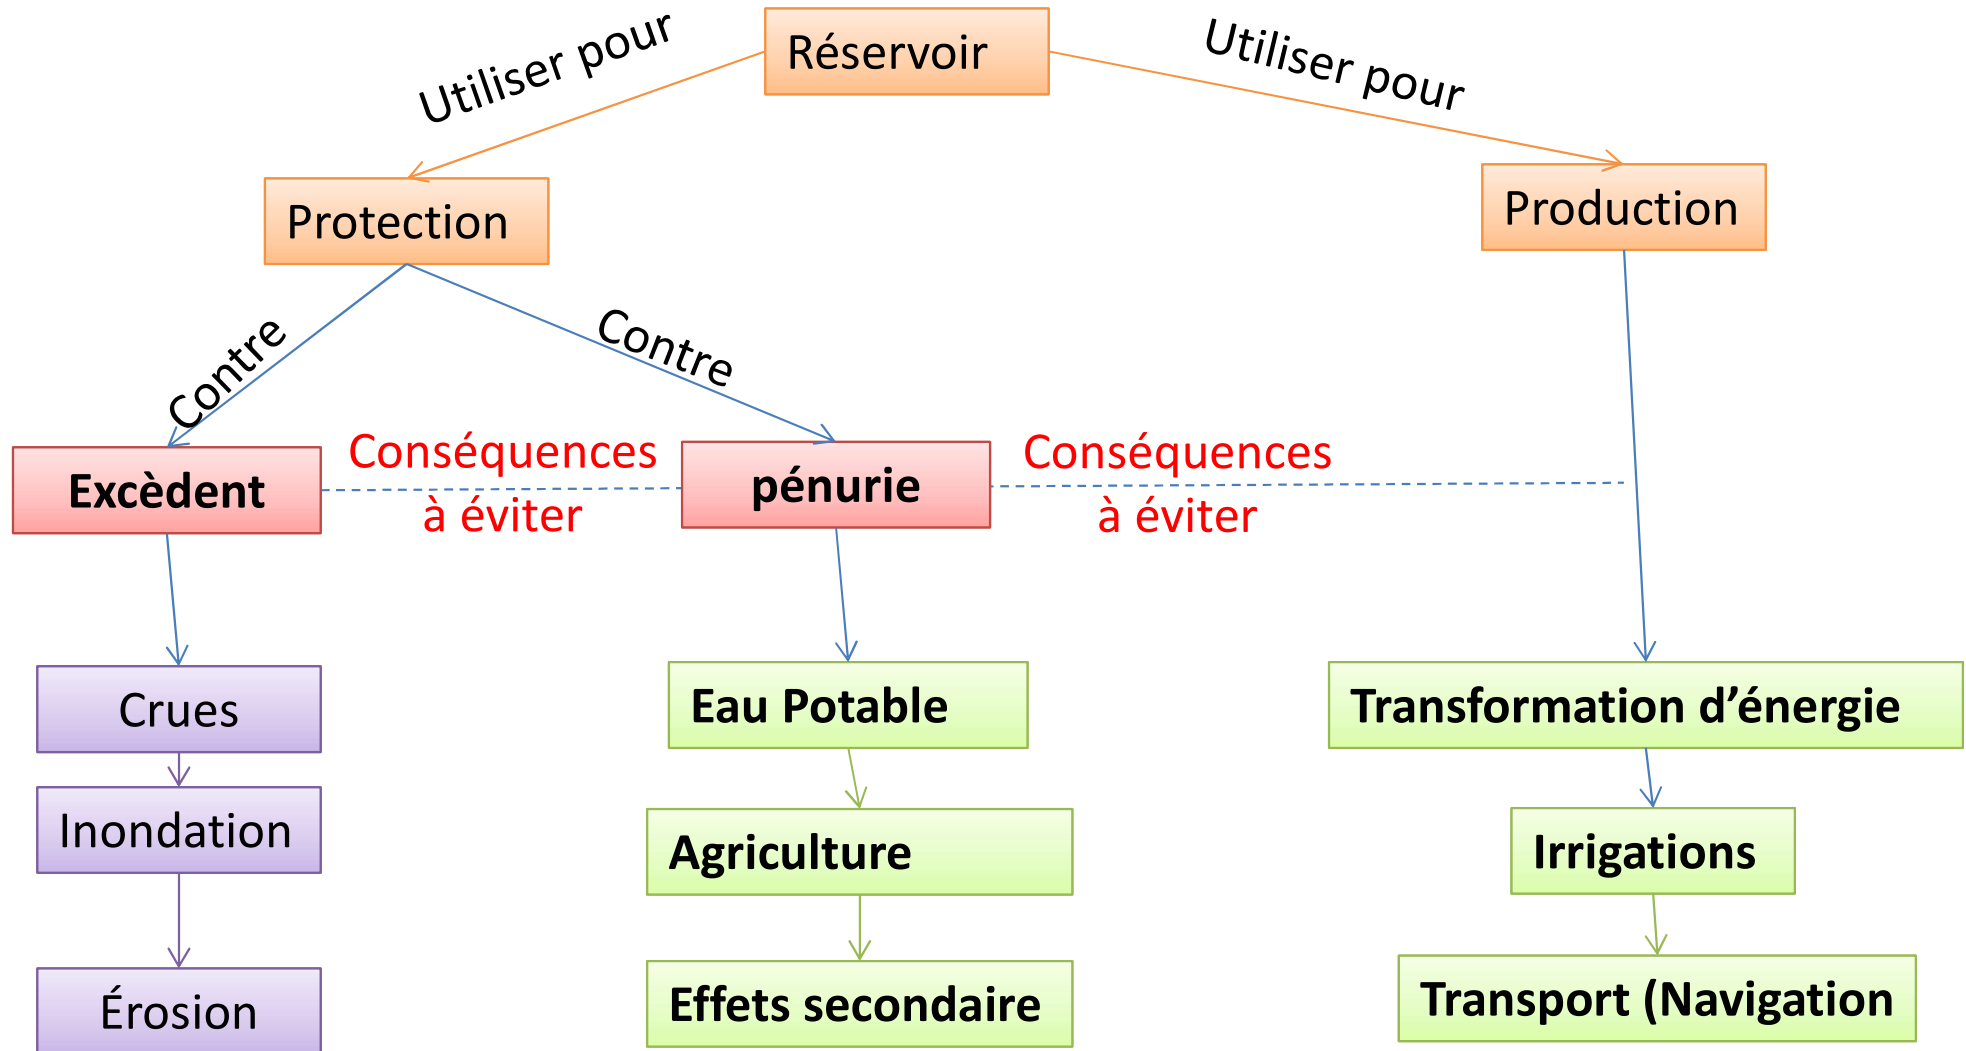 Réservoir
Utiliser pour
Utiliser pour
Protection
Production
Contre
Contre
Excèdent
Conséquences
à éviter
pénurie
Conséquences
à éviter
Crues
Eau Potable
Transformation d’énergie
Inondation
Agriculture
Irrigations
Érosion
Effets secondaire
Transport (Navigation